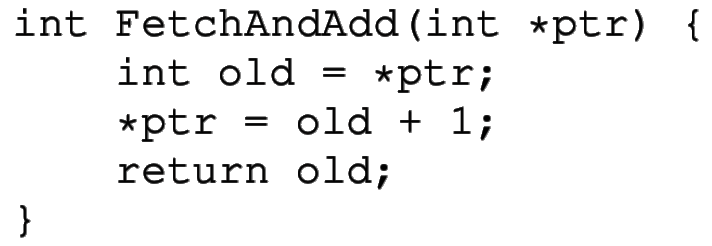 int FetchAndAdd(int *ptr) {
    int old = *ptr;
    *ptr = old + 1;
    return old;
}